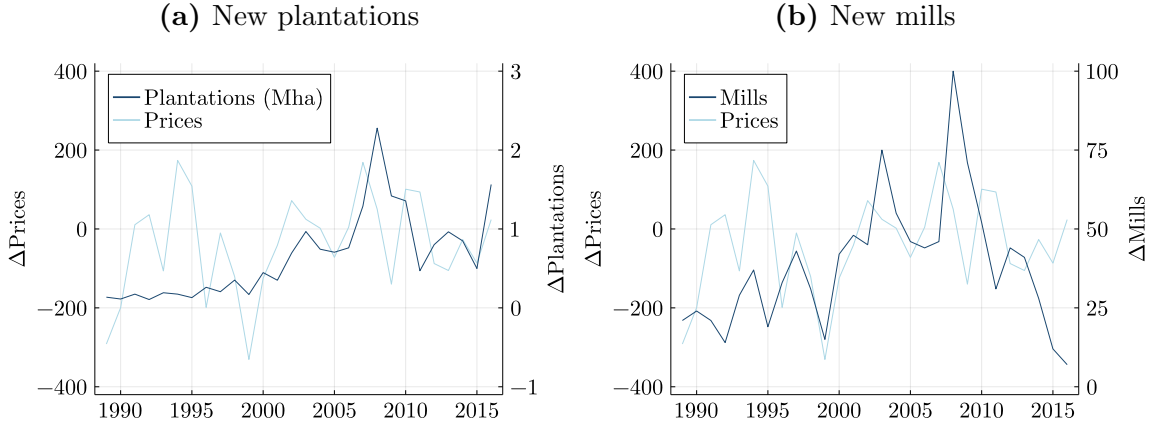 (a) New plantations
400
200
0
−200
−400
ΔPrices
Plantations (Mha)
Prices
3
2
1
0
−1
ΔPlantations
1990 1995 2000 2005 2010 2015
(b) New mills
400
200
0
−200
−400
ΔPrices
Mills
Prices
100
75
50
25
0
ΔMills
1990 1995 2000 2005 2010 2015